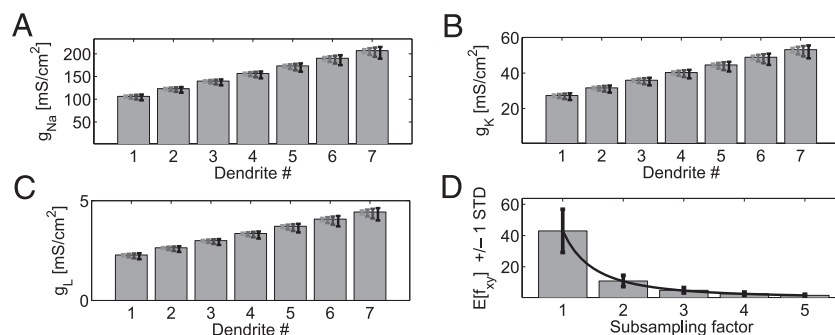 A
g_Na [mS/cm²]
200
150
100
50
1 2 3 4 5 6 7
Dendrite #
B
g_K [mS/cm²]
60
40
20
1 2 3 4 5 6 7
Dendrite #
C
g_L [mS/cm²]
5
0
1 2 3 4 5 6 7
Dendrite #
D
E[f_xy] +/− 1 STD
60
40
20
1 2 3 4 5
Subsampling factor